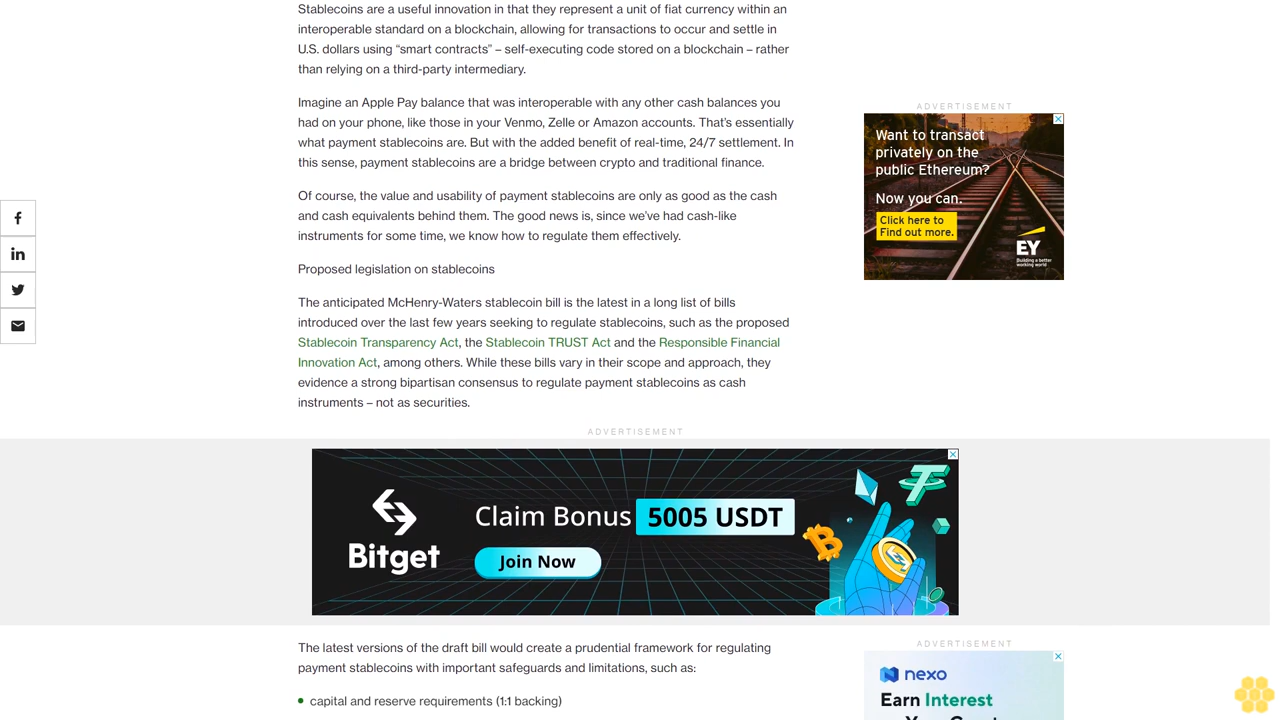 Stablecoins are a useful innovation in that they represent a unit of fiat currency within an
interoperable standard on a blockchain, allowing for transactions to occur and settle in
U.S. dollars using “smart contracts” – self-executing code stored on a blockchain – rather
than relying on a third-party intermediary.
Imagine an Apple Pay balance that was interoperable with any other cash balances you
had on your phone, like those in your Venmo, Zelle or Amazon accounts. That’s essentially
what payment stablecoins are. But with the added benefit of real-time, 24/7 settlement. In
this sense, payment stablecoins are a bridge between crypto and traditional finance.
Of course, the value and usability of payment stablecoins are only as good as the cash
and cash equivalents behind them. The good news is, since we’ve had cash-like
instruments for some time, we know how to regulate them effectively.
Proposed legislation on stablecoins
The anticipated McHenry-Waters stablecoin bill is the latest in a long list of bills
introduced over the last few years seeking to regulate stablecoins, such as the proposed
Stablecoin Transparency Act, the Stablecoin TRUST Act and the Responsible Financial
Innovation Act, among others. While these bills vary in their scope and approach, they
evidence a strong bipartisan consensus to regulate payment stablecoins as cash
instruments – not as securities.
ADVERTISEMENT
Want to transact
privately on the
public Ethereum?
Now you can.
Click here to
Find out more.
EY
Building a better
working world
ADVERTISEMENT
Bitget
Claim Bonus 5005 USDT
Join Now
The latest versions of the draft bill would create a prudential framework for regulating
payment stablecoins with important safeguards and limitations, such as:
capital and reserve requirements (1:1 backing)
ADVERTISEMENT
nexo
Earn Interest